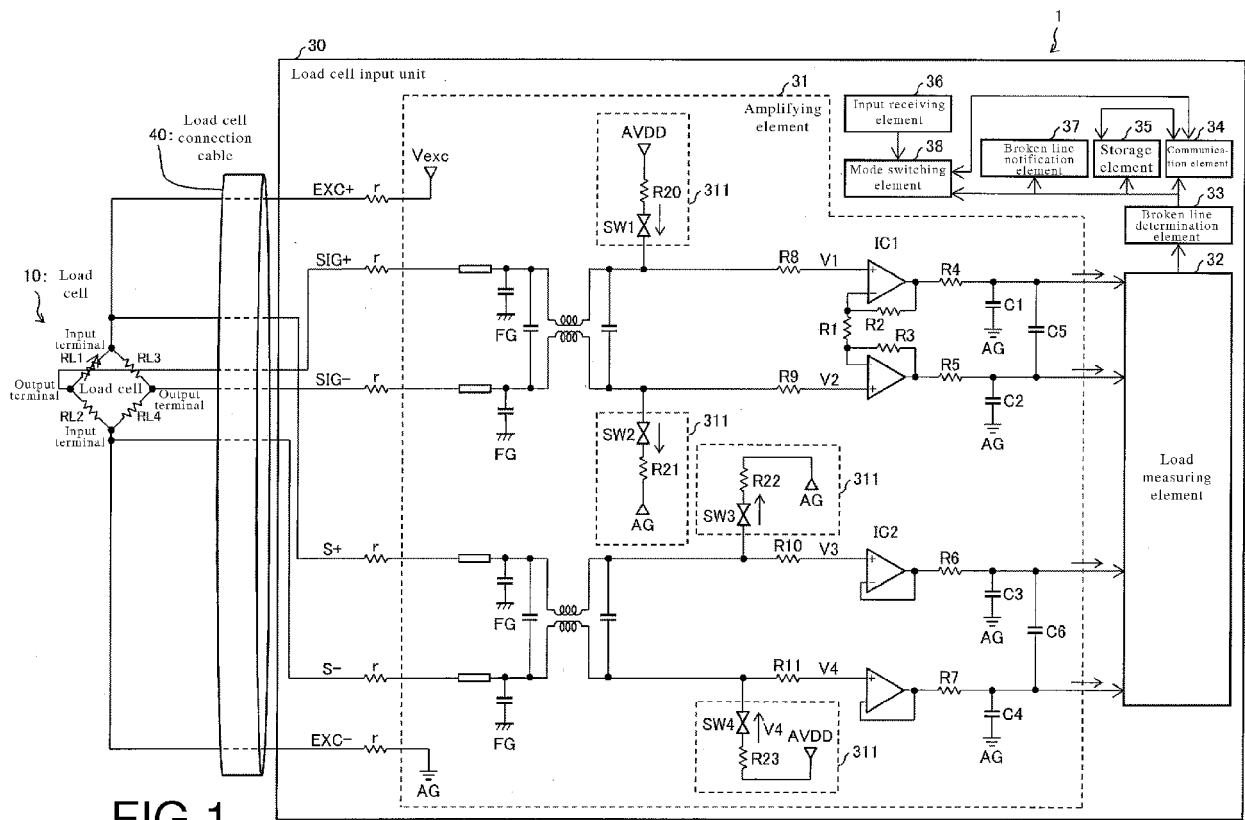 1
30
Load cell input unit
31
Amplifying
element
36
Input receiving
element
38
Mode switching
element
37
Broken line
notification
element
35
Storage
element
34
Communica-
tion element
33
Broken line
determination
element
32
Load
measuring
element
40:
Load cell
connection
cable
10:
Load
cell
Input
terminal
RL1
RL3
Output
terminal
Load cell
Output
terminal
RL2
RL4
Input
terminal
EXC+
r
Vexc
SIG+
r
SIG−
r
S+
r
S−
r
EXC−
r
AG
FG
FG
FG
FG
AVDD
R20
SW1
311
SW2
R21
AG
311
R22
AG
SW3
311
SW4
V4
R23
AVDD
311
R8
V1
IC1
R4
R1
R2
R3
R9
V2
R5
C1
AG
C5
C2
AG
R10
V3
IC2
R6
C3
AG
C6
R11
V4
R7
C4
AG
FIG.1